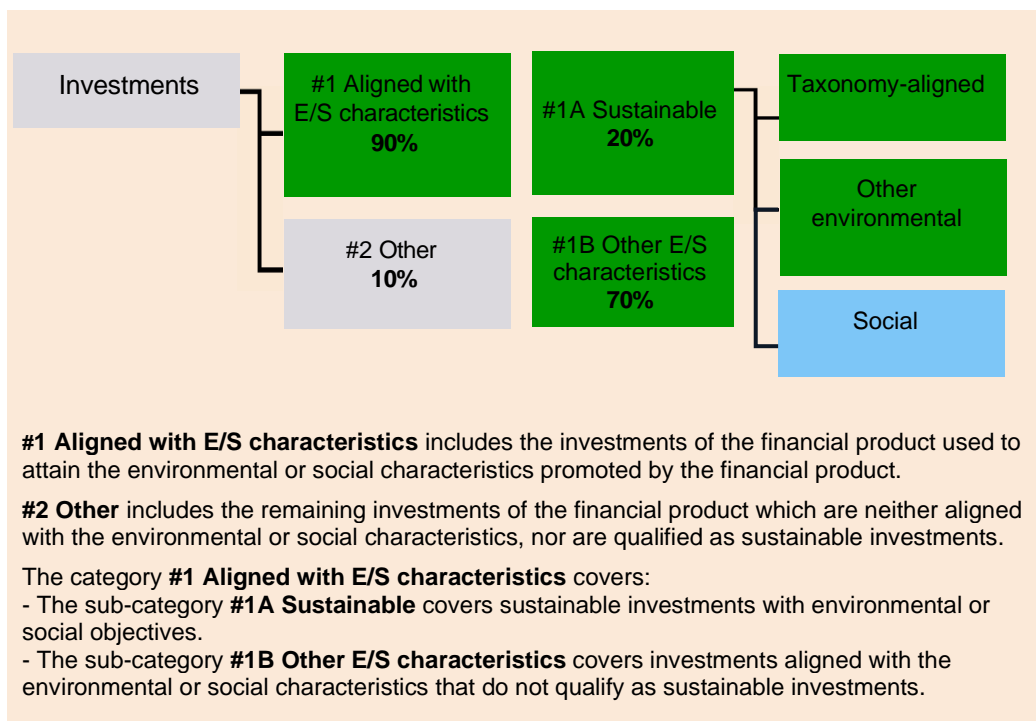 Investments
#1 Aligned with
E/S characteristics
90%
#2 Other
10%
#1A Sustainable
20%
#1B Other E/S
characteristics
70%
Taxonomy-aligned
Other
environmental
Social
#1 Aligned with E/S characteristics includes the investments of the financial product used to
attain the environmental or social characteristics promoted by the financial product.
#2 Other includes the remaining investments of the financial product which are neither aligned
with the environmental or social characteristics, nor are qualified as sustainable investments.
The category #1 Aligned with E/S characteristics covers:
- The sub-category #1A Sustainable covers sustainable investments with environmental or
social objectives.
- The sub-category #1B Other E/S characteristics covers investments aligned with the
environmental or social characteristics that do not qualify as sustainable investments.